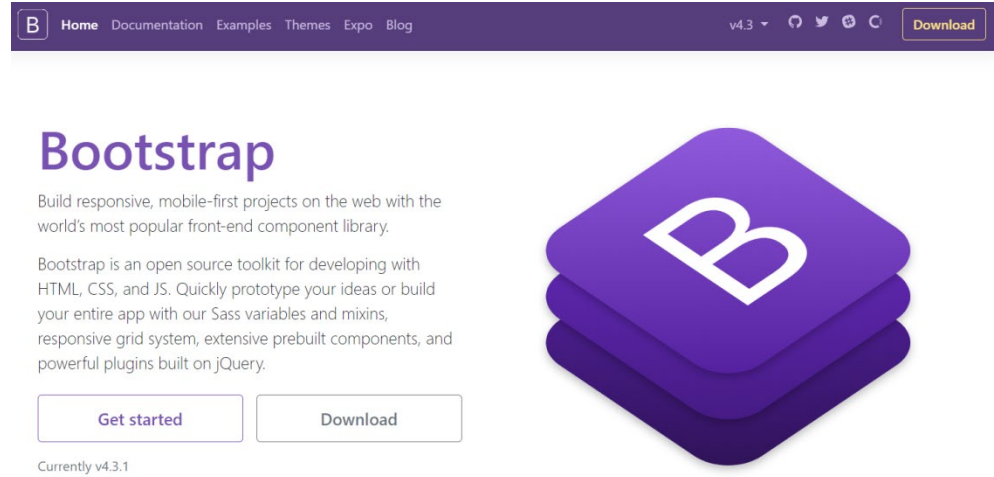 B Home Documentation Examples Themes Expo Blog v4.3 Download
Bootstrap
Build responsive, mobile-first projects on the web with the
world's most popular front-end component library.
Bootstrap is an open source toolkit for developing with
HTML, CSS, and JS. Quickly prototype your ideas or build
your entire app with our Sass variables and mixins,
responsive grid system, extensive prebuilt components, and
powerful plugins built on jQuery.
Get started Download
Currently v4.3.1
B